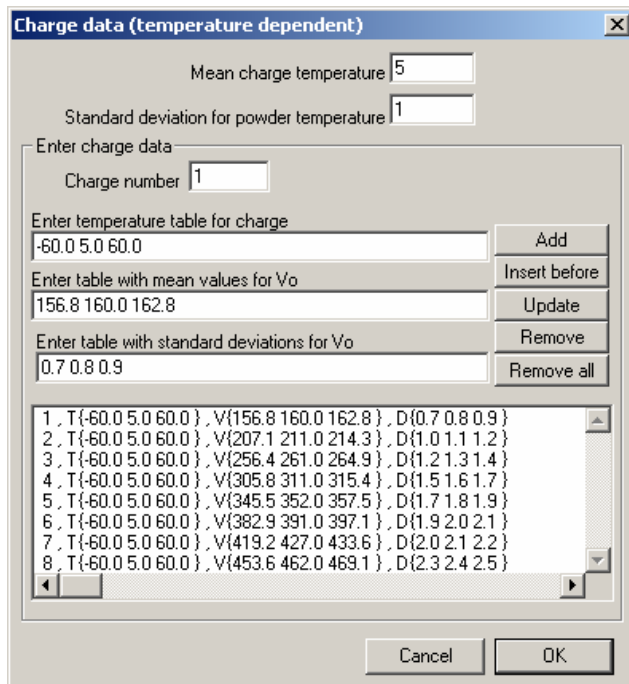 Charge data (temperature dependent)
Mean charge temperature 5
Standard deviation for powder temperature 1
Enter charge data
Charge number 1
Enter temperature table for charge
-60.0 5.0 60.0
Add
Insert before
Enter table with mean values for Vo
156.8 160.0 162.8
Update
Remove
Enter table with standard deviations for Vo
0.7 0.8 0.9
Remove all
1 , T{-60.0 5.0 60.0 } , V{156.8 160.0 162.8 } , D{0.7 0.8 0.9 }
2 , T{-60.0 5.0 60.0 } , V{207.1 211.0 214.3 } , D{1.0 1.1 1.2 }
3 , T{-60.0 5.0 60.0 } , V{256.4 261.0 264.9 } , D{1.2 1.3 1.4 }
4 , T{-60.0 5.0 60.0 } , V{305.8 311.0 315.4 } , D{1.5 1.6 1.7 }
5 , T{-60.0 5.0 60.0 } , V{345.5 352.0 357.5 } , D{1.7 1.8 1.9 }
6 , T{-60.0 5.0 60.0 } , V{382.9 391.0 397.1 } , D{1.9 2.0 2.1 }
7 , T{-60.0 5.0 60.0 } , V{419.2 427.0 433.6 } , D{2.0 2.1 2.2 }
8 , T{-60.0 5.0 60.0 } , V{453.6 462.0 469.1 } , D{2.3 2.4 2.5 }
Cancel
OK